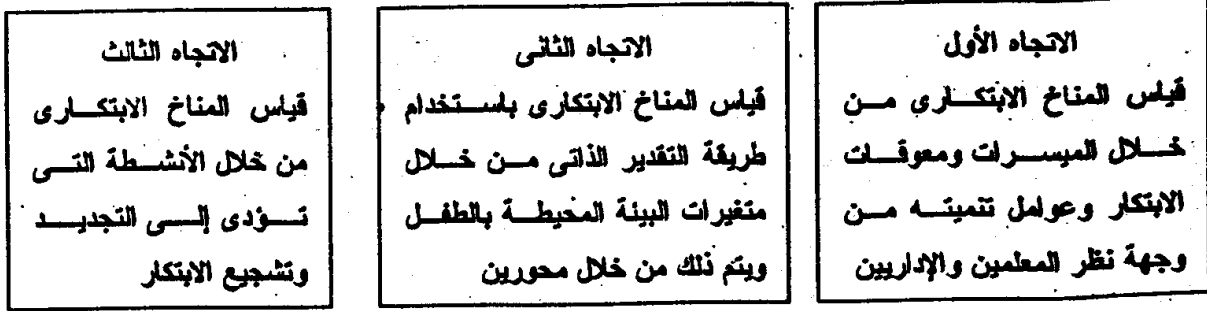 الاتجاه الأول
قياس المناخ الابتكارى من
خلال الميسرات ومعوقات
الابتكار وعوامل تنميته من
وجهة نظر المعلمين والإداريين
الاتجاه الثانى
قياس المناخ الابتكارى باستخدام
طريقة التقدير الذاتى من خلال
متغيرات البيئة المحيطة بالطفل
ويتم ذلك من خلال محورين
الاتجاه الثالث
قياس المناخ الابتكارى
من خلال الأنشطة التى
تؤدى إلى التجديد
وتشجيع الابتكار